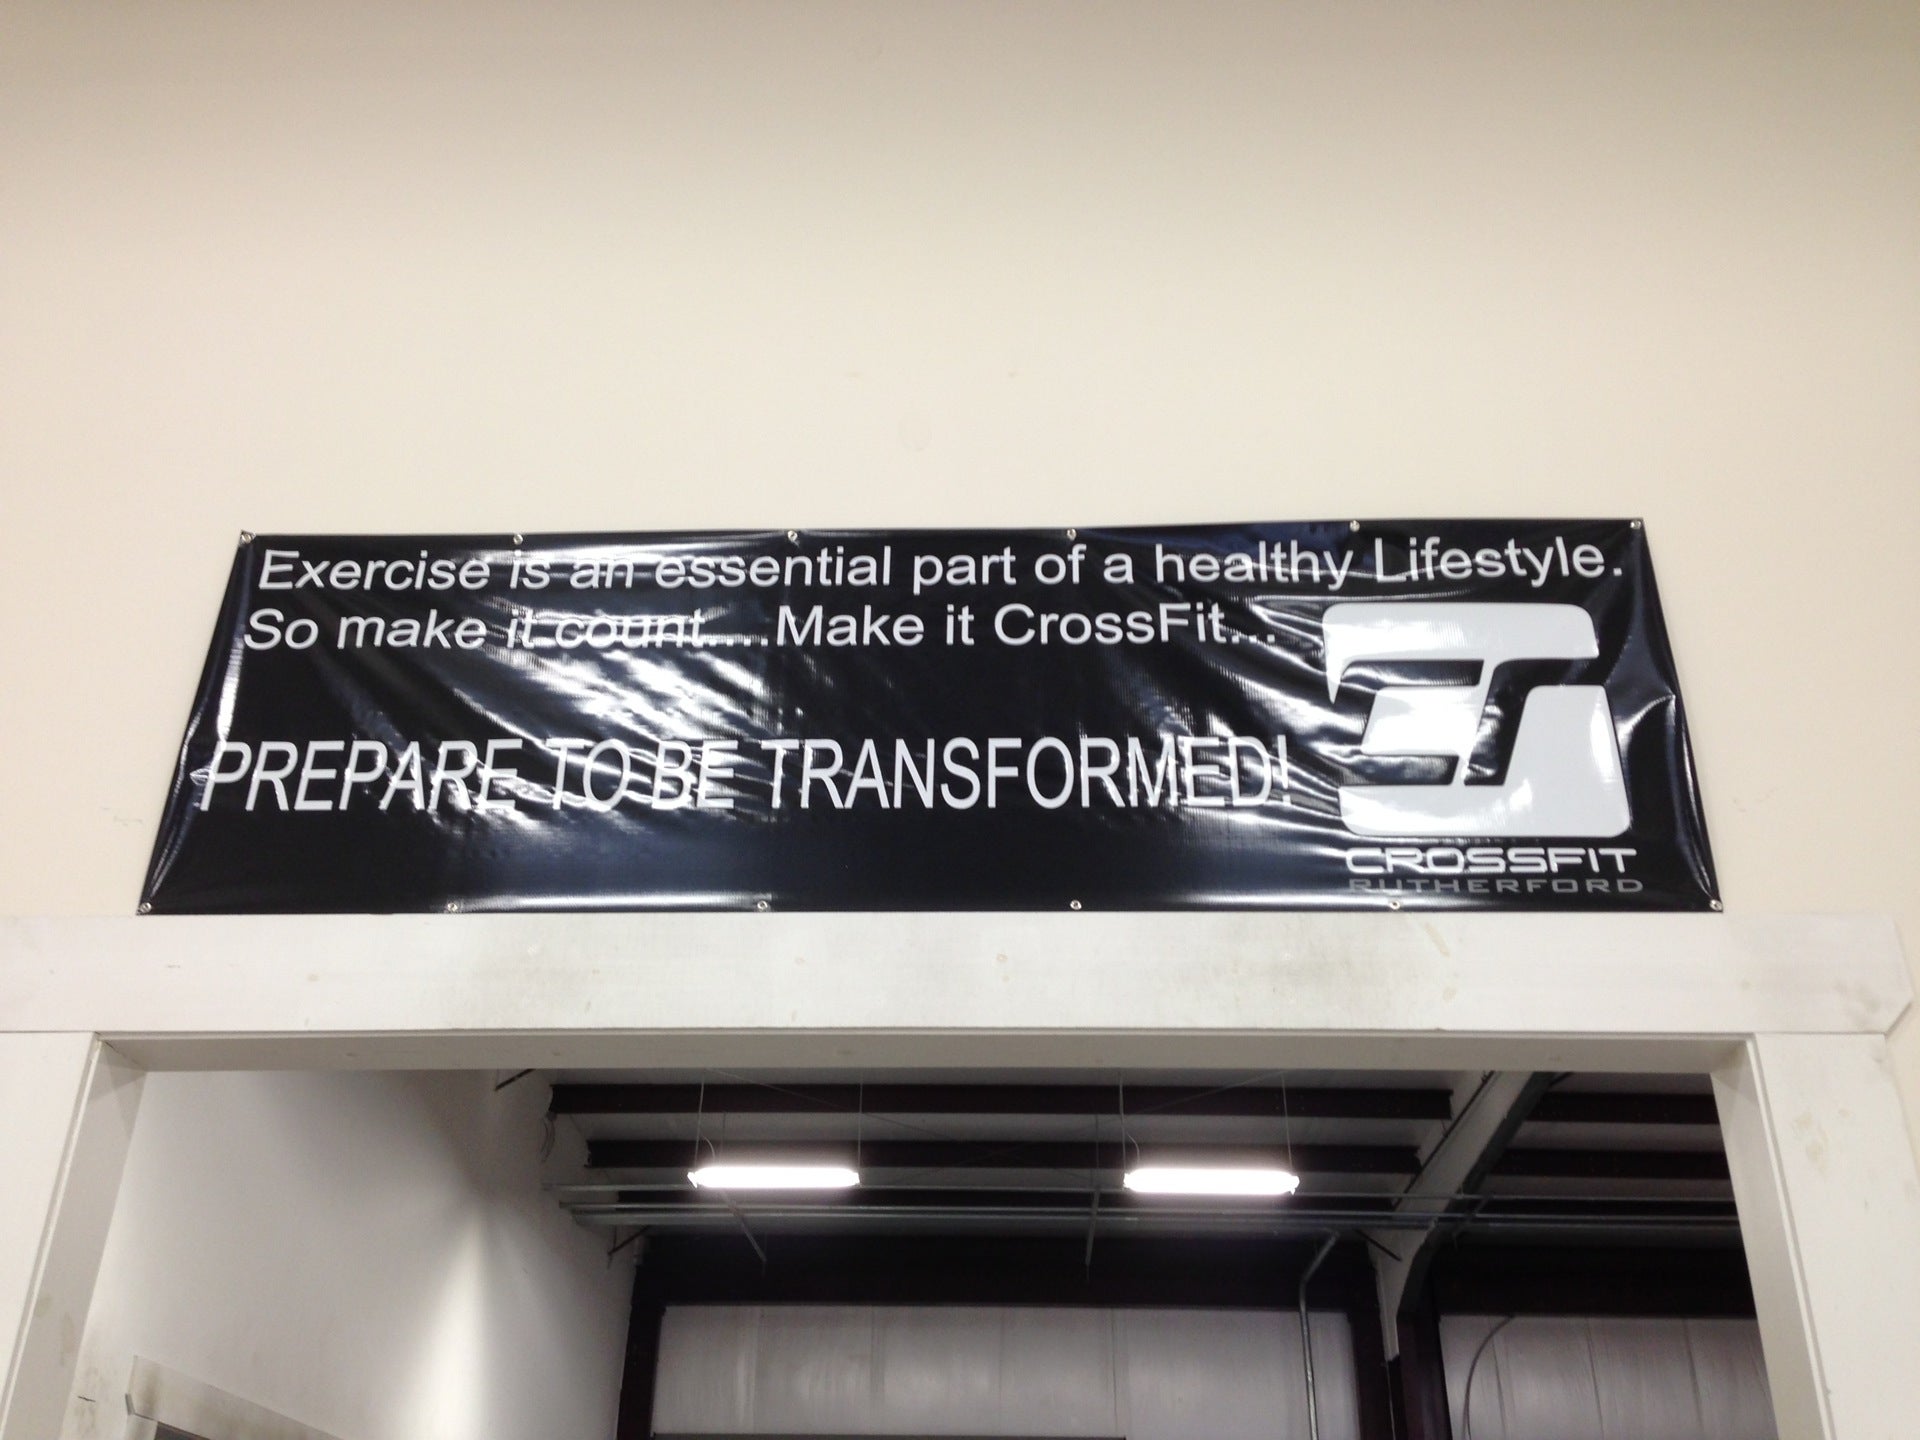 Exercise is an essential part of a healthy Lifestyle.
So make it count....Make it CrossFit...
PREPARE TO BE TRANSFORMED!
CROSSFIT
RUTHERFORD